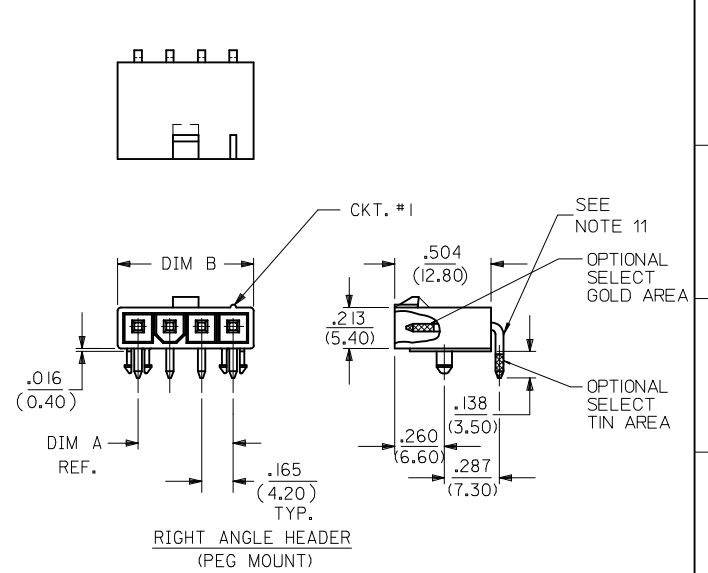 CKT. #1
SEE
NOTE 11
DIM B
.504
(12.80)
OPTIONAL
SELECT
GOLD AREA
.213
(5.40)
.016
(0.40)
OPTIONAL
SELECT
TIN AREA
.138
(3.50)
DIM A
REF.
.260
(6.60)
.287
(7.30)
.165
(4.20)
TYP.
RIGHT ANGLE HEADER
(PEG MOUNT)